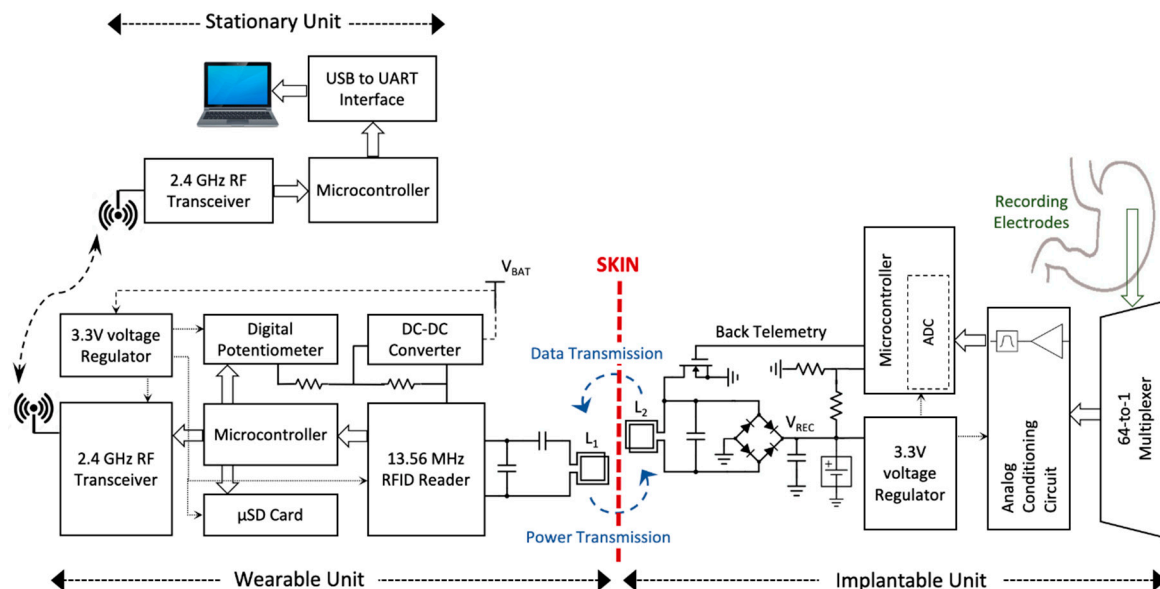 Stationary Unit
USB to UART
Interface
2.4 GHz RF
Transceiver
Microcontroller
Recording
Electrodes
SKIN
V_BAT
3.3V voltage
Regulator
Digital
Potentiometer
DC-DC
Converter
Data Transmission
Back Telemetry
Microcontroller
ADC
2.4 GHz RF
Transceiver
Microcontroller
13.56 MHz
RFID Reader
μSD Card
L1
L2
V_REC
Power Transmission
3.3V
voltage
Regulator
Analog
Conditioning
Circuit
64-to-1
Multiplexer
Wearable Unit
Implantable Unit